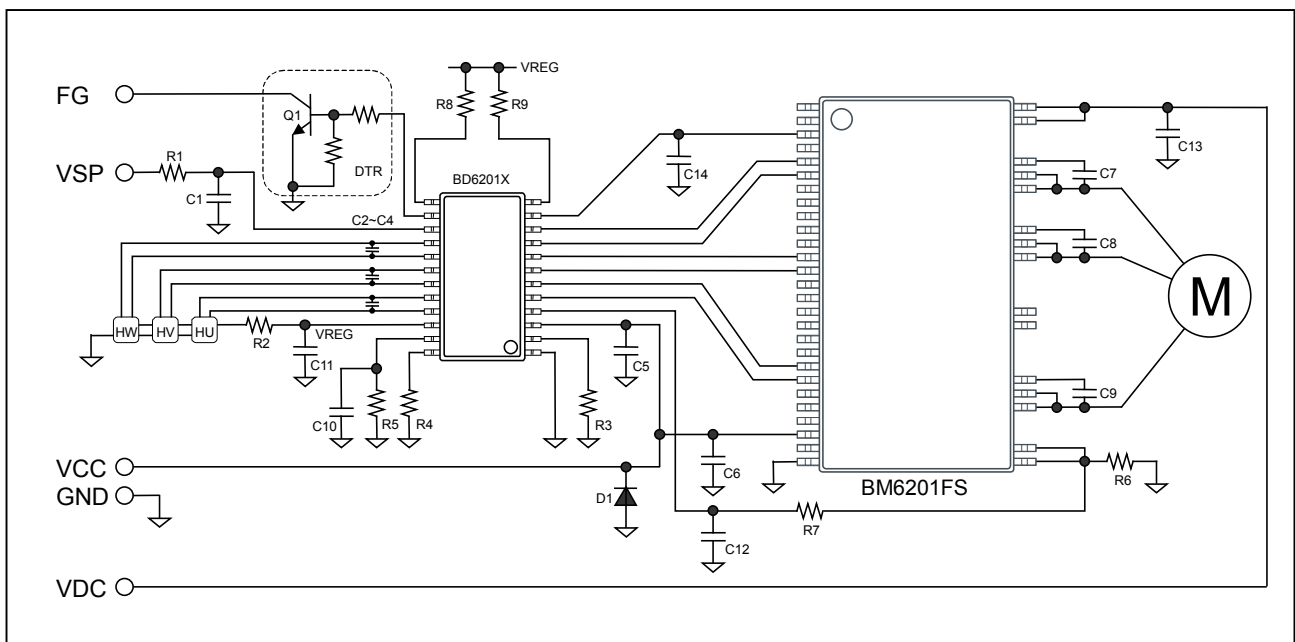 VREG
FG
R8
R9
Q1
C13
VSP
R1
DTR
C14
C7
C1
BD6201X
C2~C4
C8
M
HW
HV
HU
R2
VREG
C11
C5
C10
R5
R4
R3
C9
VCC
C6
R6
GND
D1
BM6201FS
R7
C12
VDC